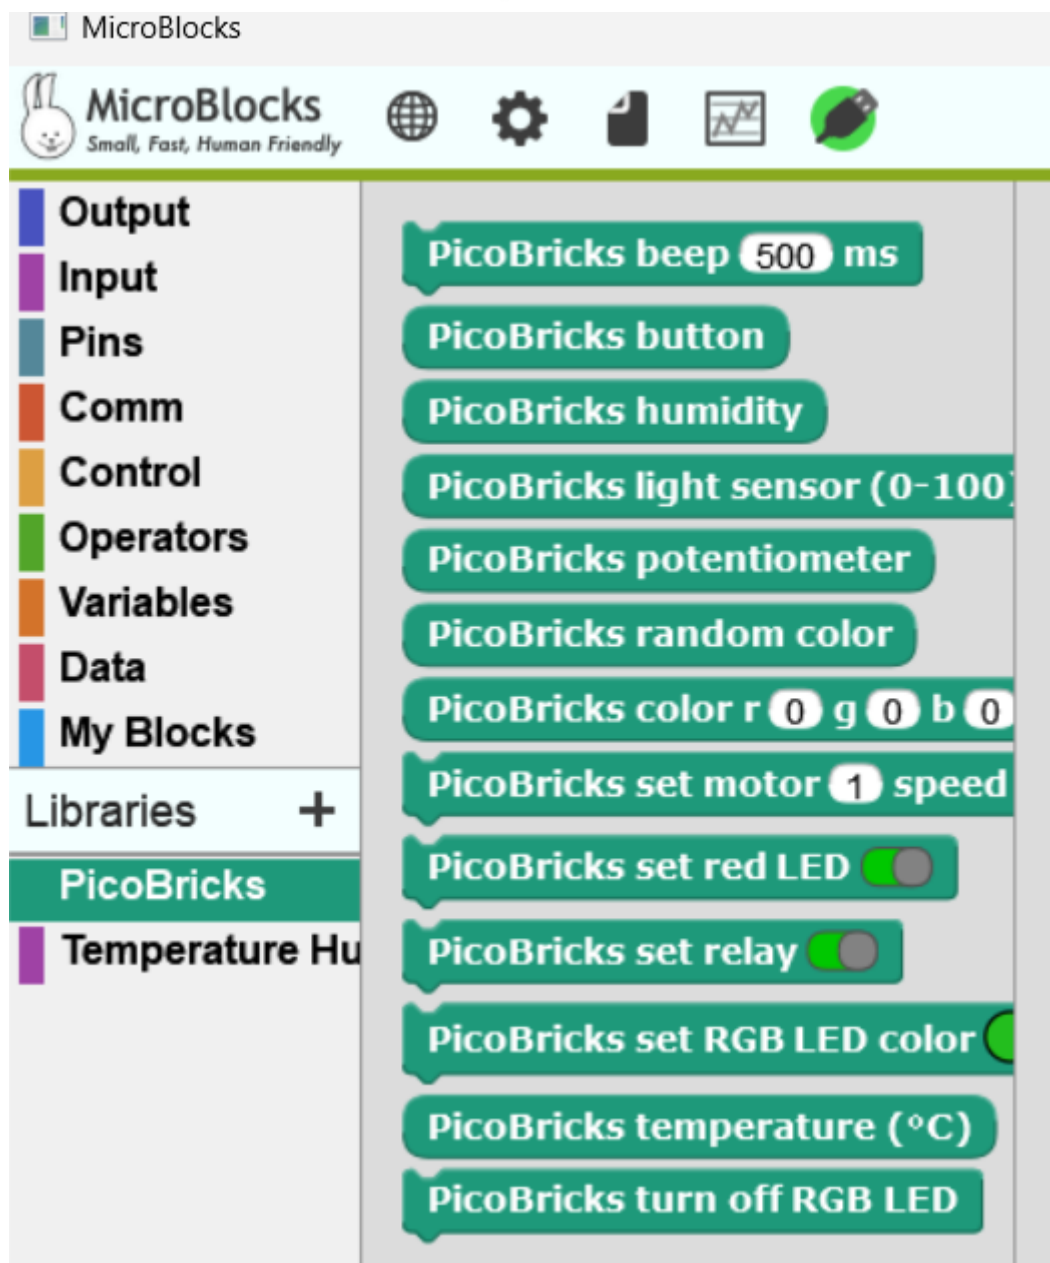 MicroBlocks
MicroBlocks
Small, Fast, Human Friendly
Output
Input
Pins
Comm
Control
Operators
Variables
Data
My Blocks
Libraries +
PicoBricks
Temperature Hu
PicoBricks beep 500 ms
PicoBricks button
PicoBricks humidity
PicoBricks light sensor (0-100)
PicoBricks potentiometer
PicoBricks random color
PicoBricks color r 0 g 0 b 0
PicoBricks set motor 1 speed
PicoBricks set red LED
PicoBricks set relay
PicoBricks set RGB LED color
PicoBricks temperature (ºC)
PicoBricks turn off RGB LED